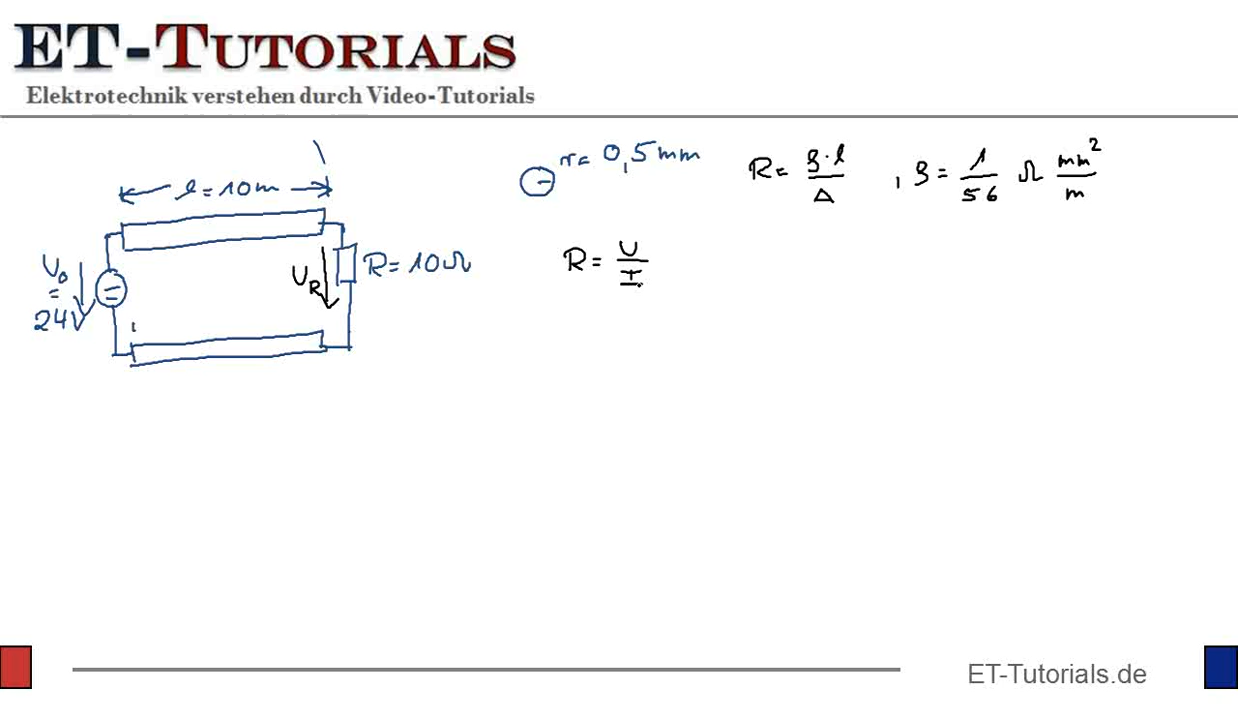 ET-TUTORIALS
Elektrotechnik verstehen durch Video-Tutorials
r= 0,5mm
R= ρ·l / A , ρ = 1/56 Ω mm²/m
l=10m
R = U/I
U₀ = 24V
U_R
R=10Ω
ET-Tutorials.de